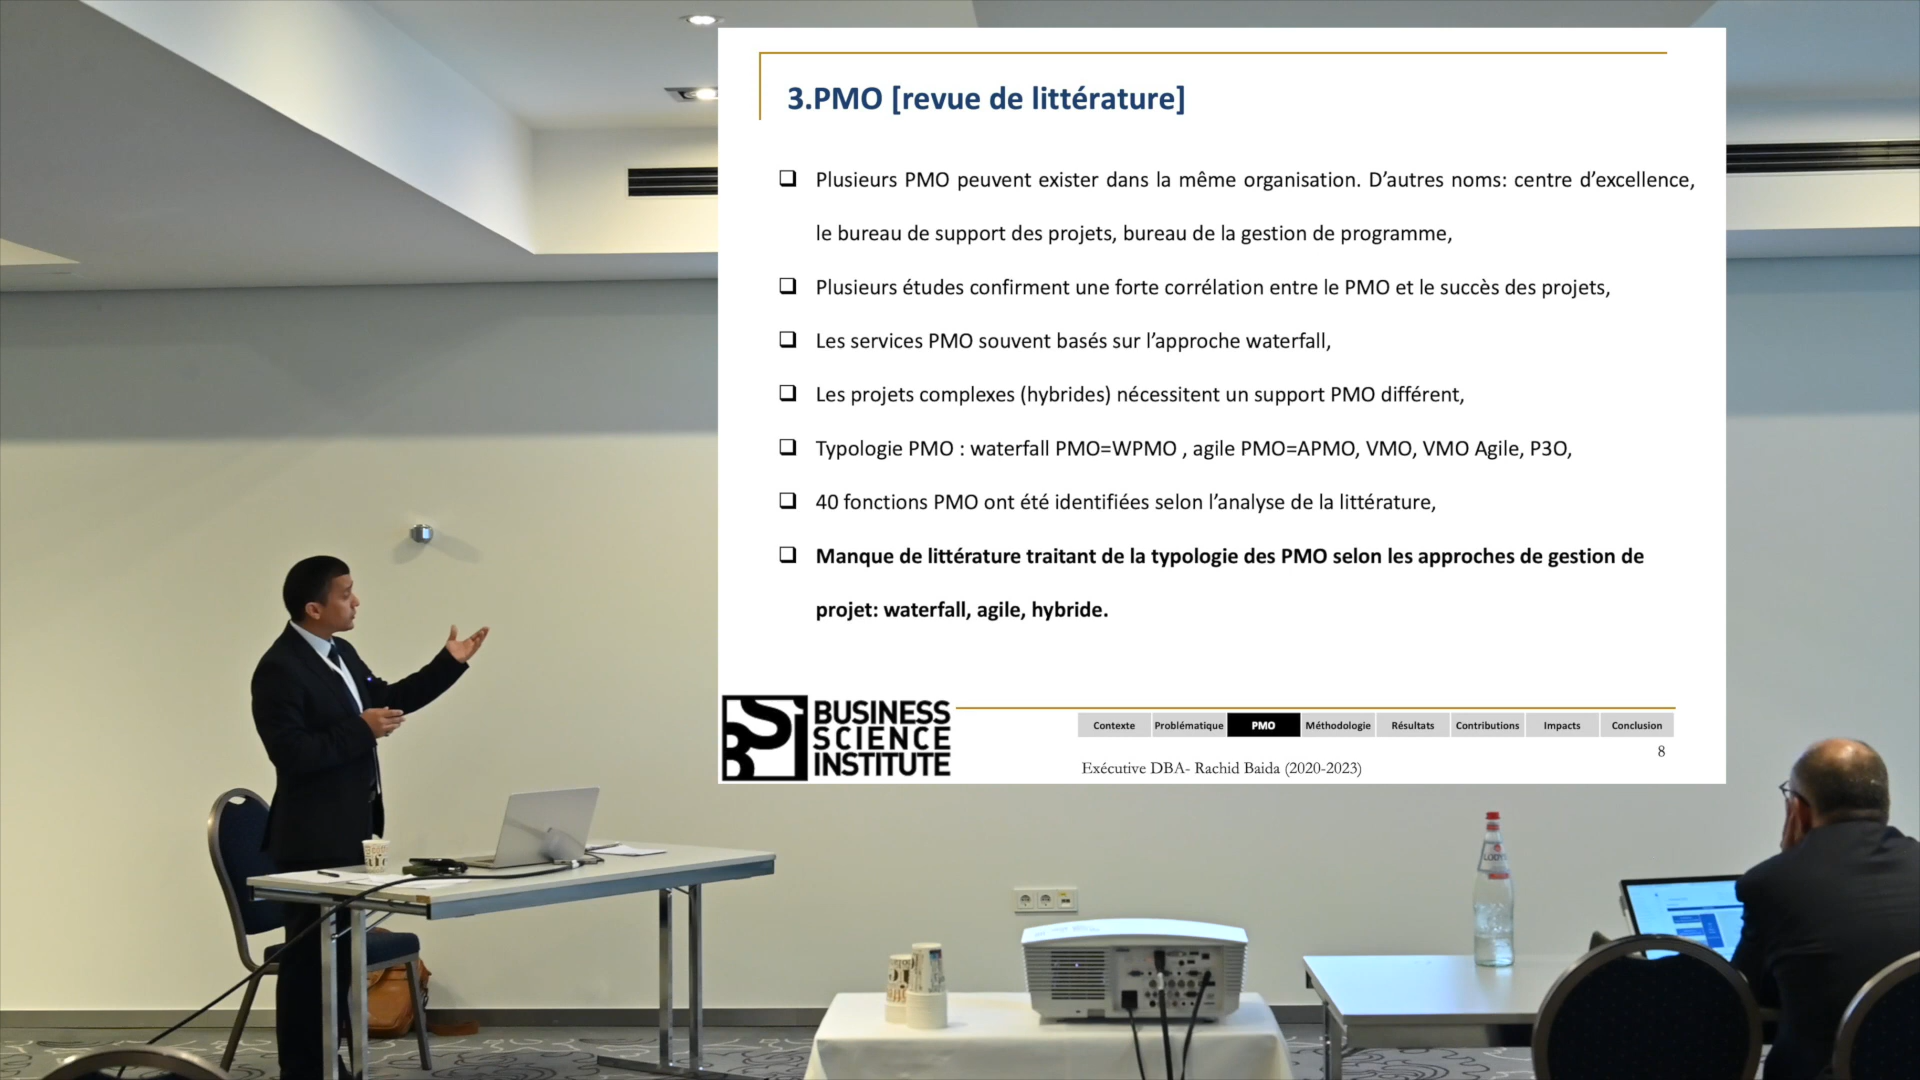 3.PMO [revue de littérature]
❑ Plusieurs PMO peuvent exister dans la même organisation. D’autres noms: centre d’excellence,
le bureau de support des projets, bureau de la gestion de programme,
❑ Plusieurs études confirment une forte corrélation entre le PMO et le succès des projets,
❑ Les services PMO souvent basés sur l’approche waterfall,
❑ Les projets complexes (hybrides) nécessitent un support PMO différent,
❑ Typologie PMO : waterfall PMO=WPMO , agile PMO=APMO, VMO, VMO Agile, P3O,
❑ 40 fonctions PMO ont été identifiées selon l’analyse de la littérature,
❑ Manque de littérature traitant de la typologie des PMO selon les approches de gestion de
projet: waterfall, agile, hybride.
BSI
BUSINESS
SCIENCE
INSTITUTE
Contexte Problématique PMO Méthodologie Résultats Contributions Impacts Conclusion
8
Exécutive DBA- Rachid Baida (2020-2023)